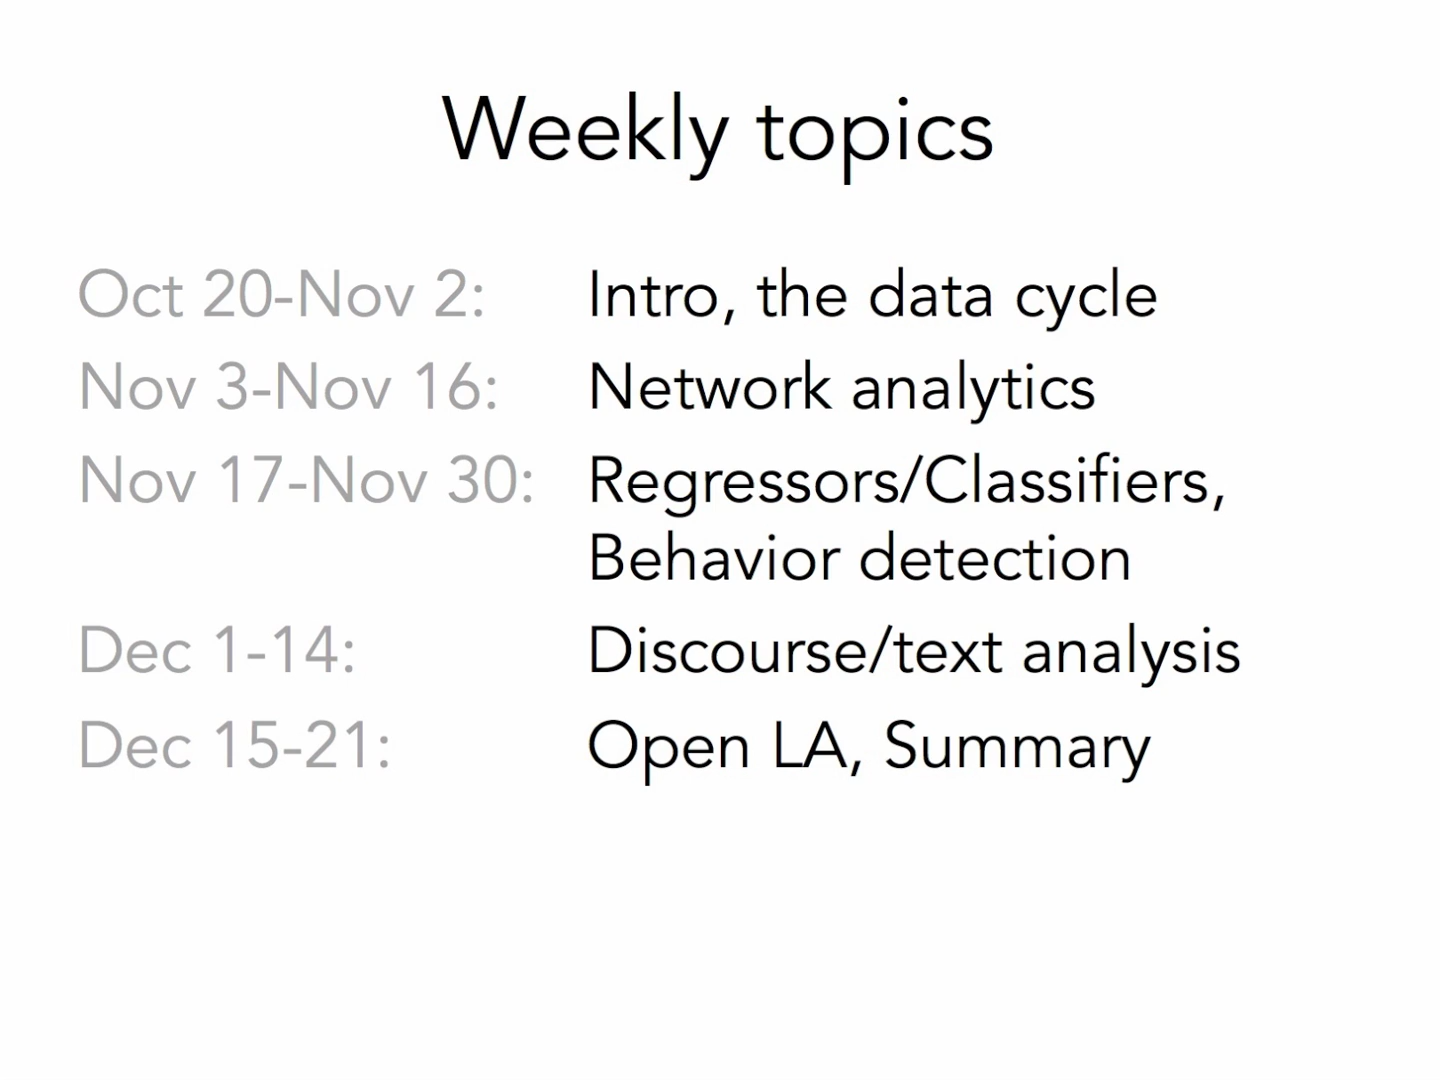 Weekly topics
Oct 20-Nov 2: Intro, the data cycle
Nov 3-Nov 16: Network analytics
Nov 17-Nov 30: Regressors/Classifiers,
Behavior detection
Dec 1-14: Discourse/text analysis
Dec 15-21: Open LA, Summary